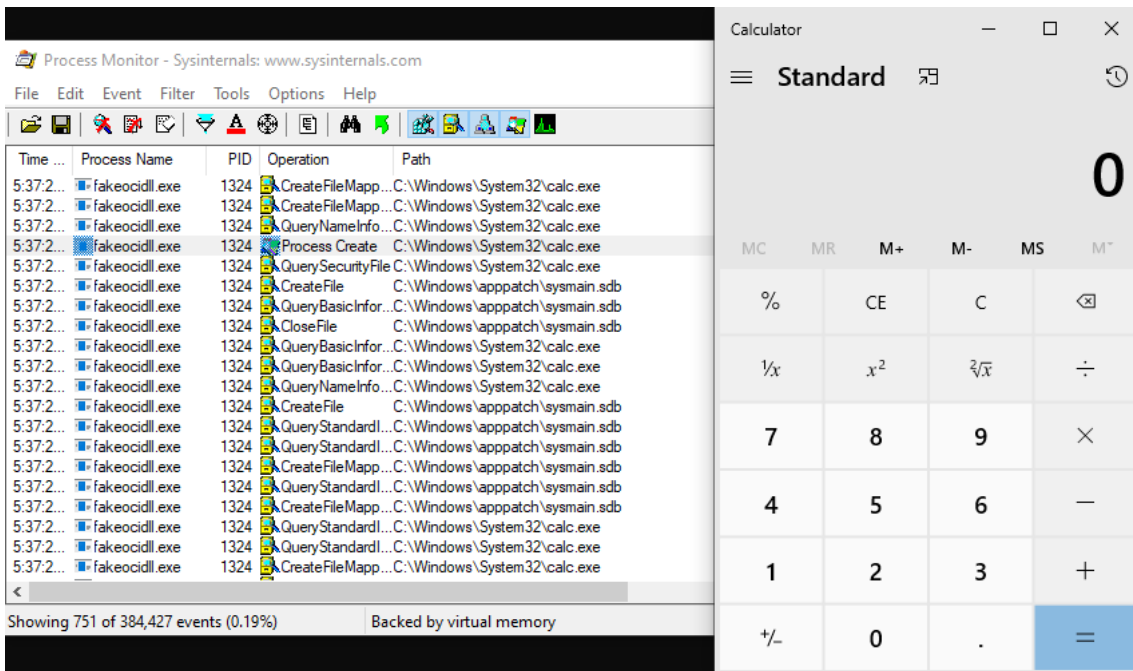 Process Monitor - Sysinternals: www.sysinternals.com
File Edit Event Filter Tools Options Help
Time ... Process Name PID Operation Path
5:37:2... fakeocidll.exe 1324 CreateFileMapp... C:\Windows\System32\calc.exe
5:37:2... fakeocidll.exe 1324 CreateFileMapp... C:\Windows\System32\calc.exe
5:37:2... fakeocidll.exe 1324 QueryNameInfo... C:\Windows\System32\calc.exe
5:37:2... fakeocidll.exe 1324 Process Create C:\Windows\System32\calc.exe
5:37:2... fakeocidll.exe 1324 QuerySecurityFile C:\Windows\System32\calc.exe
5:37:2... fakeocidll.exe 1324 CreateFile C:\Windows\apppatch\sysmain.sdb
5:37:2... fakeocidll.exe 1324 QueryBasicInfor... C:\Windows\apppatch\sysmain.sdb
5:37:2... fakeocidll.exe 1324 CloseFile C:\Windows\apppatch\sysmain.sdb
5:37:2... fakeocidll.exe 1324 QueryBasicInfor... C:\Windows\System32\calc.exe
5:37:2... fakeocidll.exe 1324 QueryBasicInfor... C:\Windows\System32\calc.exe
5:37:2... fakeocidll.exe 1324 QueryNameInfo... C:\Windows\System32\calc.exe
5:37:2... fakeocidll.exe 1324 CreateFile C:\Windows\apppatch\sysmain.sdb
5:37:2... fakeocidll.exe 1324 QueryStandardI... C:\Windows\apppatch\sysmain.sdb
5:37:2... fakeocidll.exe 1324 QueryStandardI... C:\Windows\apppatch\sysmain.sdb
5:37:2... fakeocidll.exe 1324 CreateFileMapp... C:\Windows\apppatch\sysmain.sdb
5:37:2... fakeocidll.exe 1324 QueryStandardI... C:\Windows\apppatch\sysmain.sdb
5:37:2... fakeocidll.exe 1324 CreateFileMapp... C:\Windows\apppatch\sysmain.sdb
5:37:2... fakeocidll.exe 1324 QueryStandardI... C:\Windows\System32\calc.exe
5:37:2... fakeocidll.exe 1324 QueryStandardI... C:\Windows\System32\calc.exe
5:37:2... fakeocidll.exe 1324 CreateFileMapp... C:\Windows\System32\calc.exe
Showing 751 of 384,427 events (0.19%) Backed by virtual memory
Calculator
Standard
0
MC MR M+ M- MS M˅
% CE C
¹/x x² ²√x ÷
7 8 9 ×
4 5 6 −
1 2 3 +
+/− 0 . =